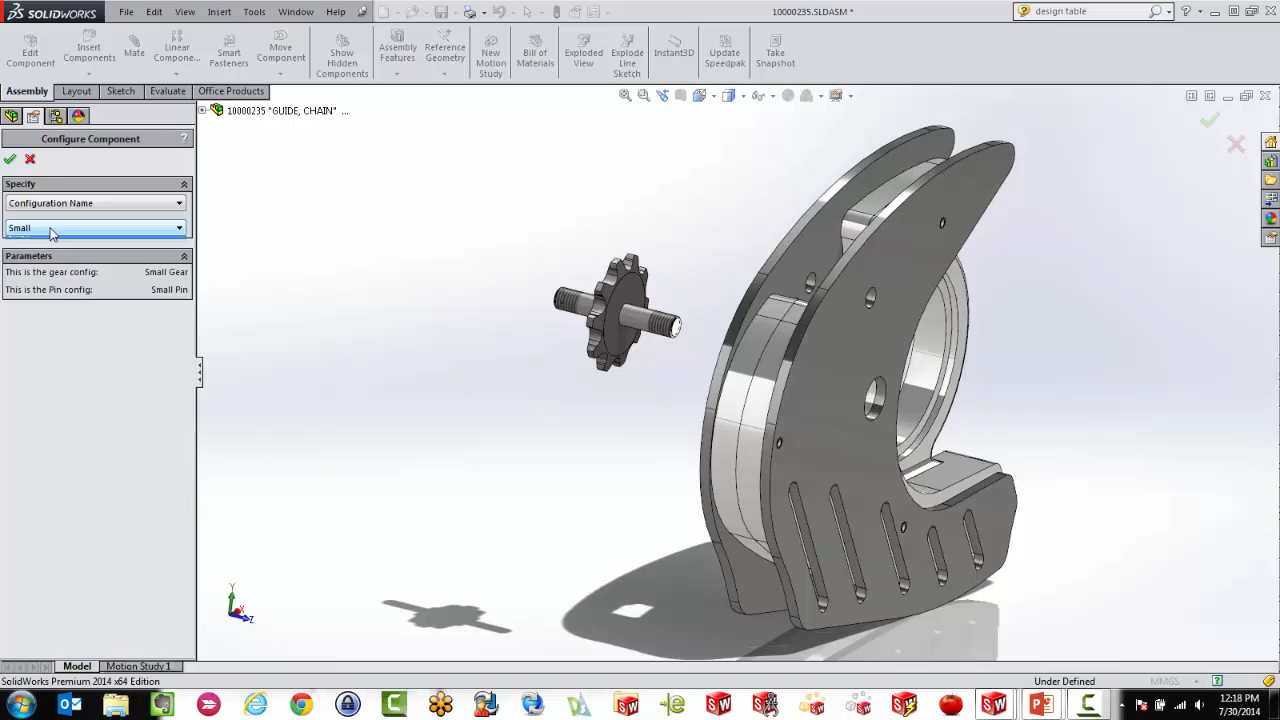 SOLIDWORKS File Edit View Insert Tools Window Help 10000235.SLDASM * design table
Edit Component
Insert Components
Mate
Linear Compone...
Smart Fasteners
Move Component
Show Hidden Components
Assembly Features
Reference Geometry
New Motion Study
Bill of Materials
Exploded View
Explode Line Sketch
Instant3D
Update Speedpak
Take Snapshot
Assembly Layout Sketch Evaluate Office Products
10000235 "GUIDE, CHAIN" ...
Configure Component ?
Specify
Configuration Name
Small
Parameters
This is the gear config: Small Gear
This is the Pin config: Small Pin
Y
X
Z
Model Motion Study 1
SolidWorks Premium 2014 x64 Edition Under Defined MMGS
12:18 PM
7/30/2014